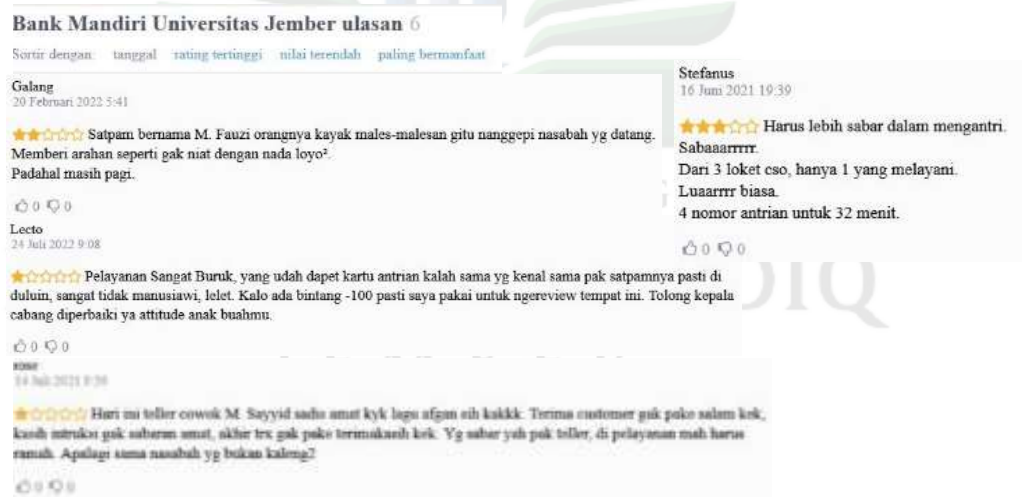 Bank Mandiri Universitas Jember ulasan 6
Sortir dengan: tanggal rating tertinggi nilai terendah paling bermanfaat
Galang
20 Februari 2022 5:41
Satpam bernama M. Fauzi orangnya kayak males-malesan gitu nanggepi nasabah yg datang.
Memberi arahan seperti gak niat dengan nada loyo².
Padahal masih pagi.
0 0
Lecto
24 Juli 2022 9:08
Pelayanan Sangat Buruk, yang udah dapet kartu antrian kalah sama yg kenal sama pak satpamnya pasti di
duluin, sangat tidak manusiawi, lelet. Kalo ada bintang -100 pasti saya pakai untuk ngereview tempat ini. Tolong kepala
cabang diperbaiki ya attitude anak buahmu.
0 0
rose
14 Juli 2021
Hari ini teller cowok M. Sayyid sadis amat kyk lagu afgan sih kakkk. Terima customer gak pake salam kek,
kasih intruksi gak sabaran amat, akhir trx gak pake terimakasih kek. Yg sabar yah pak teller, di pelayanan mah harus
ramah. Apalagi sama nasabah yg bukan kaleng2
0 0
Stefanus
16 Juni 2021 19:39
Harus lebih sabar dalam mengantri.
Sabaaarrrrr.
Dari 3 loket cso, hanya 1 yang melayani.
Luaarrrr biasa.
4 nomor antrian untuk 32 menit.
0 0
DIQ